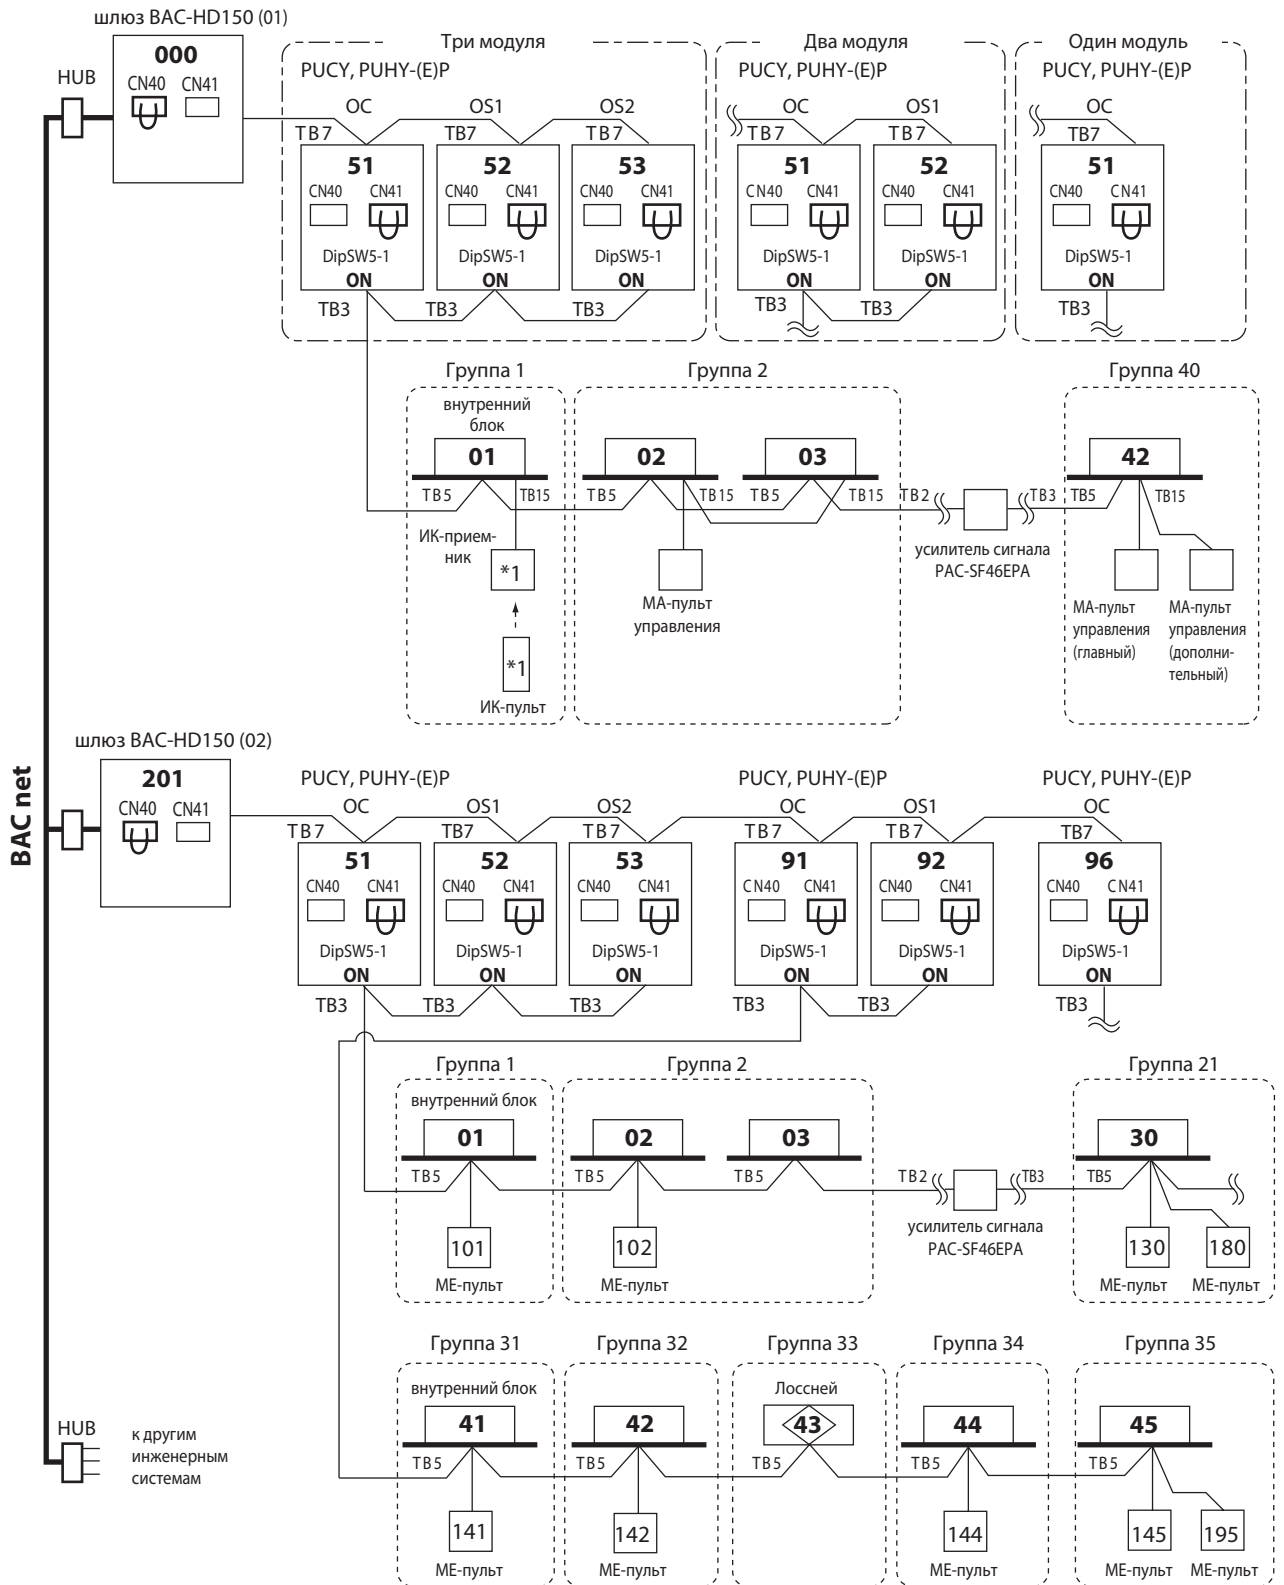 шлюз BAC-HD150 (01)
HUB
000
CN40 CN41
Три модуля
PUCY, PUHY-(E)P
OC OS1 OS2
TB7 TB7 TB7
51 52 53
CN40 CN41 CN40 CN41 CN40 CN41
DipSW5-1 DipSW5-1 DipSW5-1
ON ON ON
TB3 TB3 TB3
Два модуля
PUCY, PUHY-(E)P
OC OS1
TB7 TB7
51 52
CN40 CN41 CN40 CN41
DipSW5-1 DipSW5-1
ON ON
TB3 TB3
Один модуль
PUCY, PUHY-(E)P
OC
TB7
51
CN40 CN41
DipSW5-1
ON
TB3
Группа 1
внутренний
блок
01
TB5 TB15
ИК-прием-
ник
*1
*1
ИК-пульт
Группа 2
02 03
TB5 TB15 TB5 TB15
МА-пульт
управления
TB2 TB3
усилитель сигнала
PAC-SF46EPA
Группа 40
42
TB5 TB15
МА-пульт
управления
(главный)
МА-пульт
управления
(дополни-
тельный)
BAC net
шлюз BAC-HD150 (02)
201
CN40 CN41
PUCY, PUHY-(E)P PUCY, PUHY-(E)P PUCY, PUHY-(E)P
OC OS1 OS2 OC OS1 OC
TB7 TB7 TB7 TB7 TB7 TB7
51 52 53 91 92 96
CN40 CN41 CN40 CN41 CN40 CN41 CN40 CN41 CN40 CN41 CN40 CN41
DipSW5-1 DipSW5-1 DipSW5-1 DipSW5-1 DipSW5-1 DipSW5-1
ON ON ON ON ON ON
TB3 TB3 TB3 TB3 TB3 TB3
Группа 1
внутренний блок
01
TB5
101
МЕ-пульт
Группа 2
02 03
TB5 TB5
102
МЕ-пульт
TB2 TB3
усилитель сигнала
PAC-SF46EPA
Группа 21
30
TB5
130 180
МЕ-пульт МЕ-пульт
Группа 31
внутренний блок
41
TB5
141
МЕ-пульт
Группа 32
42
TB5
142
МЕ-пульт
Группа 33
Лоссней
43
TB5
Группа 34
44
TB5
144
МЕ-пульт
Группа 35
45
TB5
145 195
МЕ-пульт МЕ-пульт
HUB
к другим
инженерным
системам